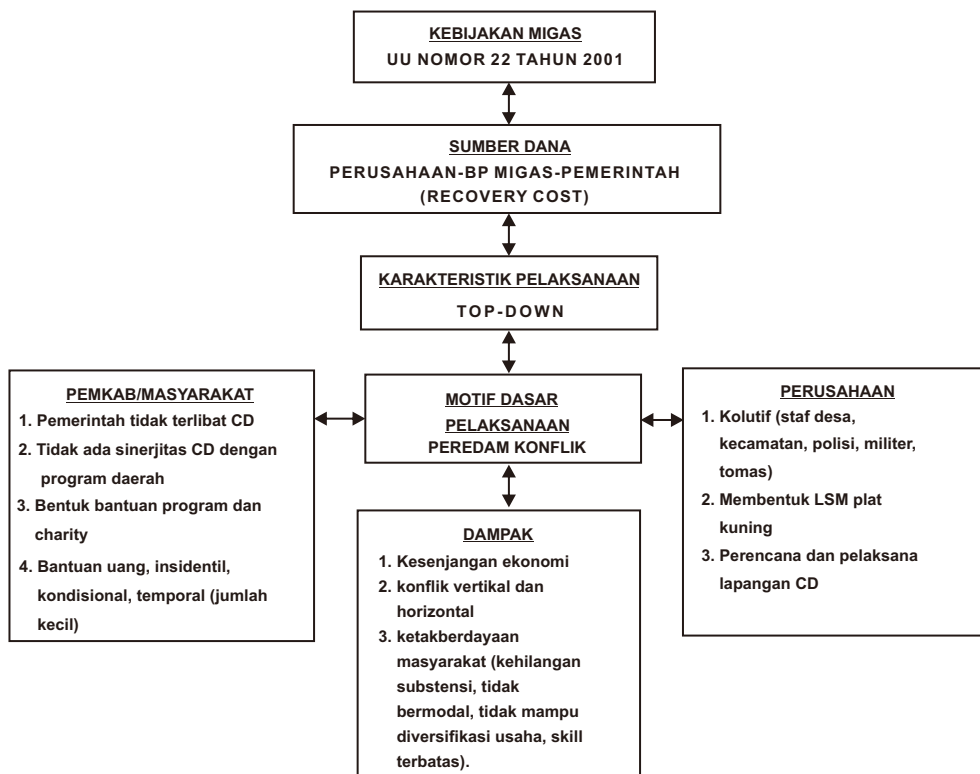 KEBIJAKAN MIGAS
UU NOMOR 22 TAHUN 2001
SUMBER DANA
PERUSAHAAN-BP MIGAS-PEMERINTAH
(RECOVERY COST)
KARAKTERISTIK PELAKSANAAN
TOP-DOWN
PEMKAB/MASYARAKAT
1. Pemerintah tidak terlibat CD
2. Tidak ada sinerjitas CD dengan
program daerah
3. Bentuk bantuan program dan
charity
4. Bantuan uang, insidentil,
kondisional, temporal (jumlah
kecil)
MOTIF DASAR
PELAKSANAAN
PEREDAM KONFLIK
PERUSAHAAN
1. Kolutif (staf desa,
kecamatan, polisi, militer,
tomas)
2. Membentuk LSM plat
kuning
3. Perencana dan pelaksana
lapangan CD
DAMPAK
1. Kesenjangan ekonomi
2. konflik vertikal dan
horizontal
3. ketakberdayaan
masyarakat (kehilangan
substensi, tidak
bermodal, tidak mampu
diversifikasi usaha, skill
terbatas).